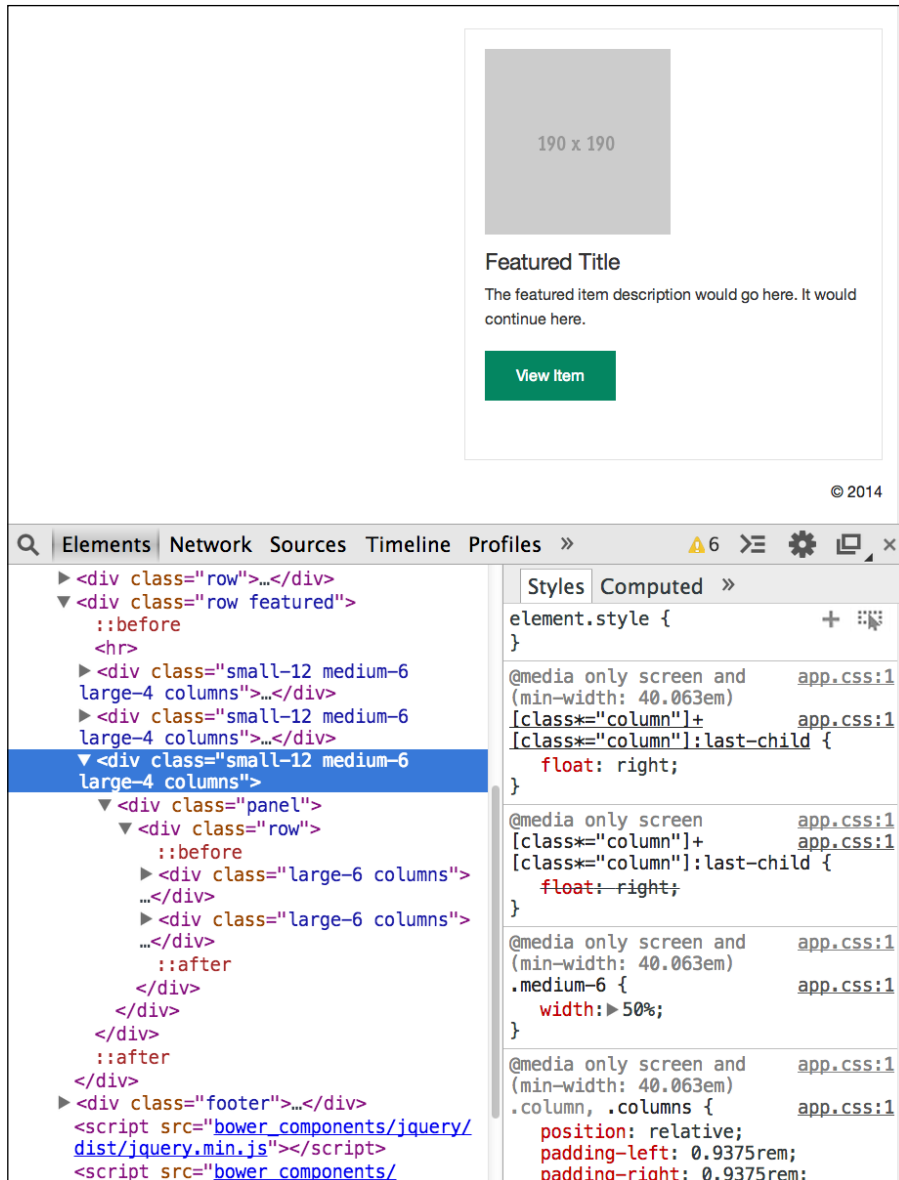 190 x 190
Featured Title
The featured item description would go here. It would
continue here.
View Item
© 2014
Elements Network Sources Timeline Profiles » 6 ×
▶<div class="row">…</div>
▼<div class="row featured">
::before
<hr>
▶<div class="small-12 medium-6
large-4 columns">…</div>
▶<div class="small-12 medium-6
large-4 columns">…</div>
▼<div class="small-12 medium-6
large-4 columns">
▼<div class="panel">
▼<div class="row">
::before
▶<div class="large-6 columns">
…</div>
▶<div class="large-6 columns">
…</div>
::after
</div>
</div>
</div>
::after
</div>
▶<div class="footer">…</div>
<script src="bower_components/jquery/
dist/jquery.min.js"></script>
<script src="bower_components/
Styles Computed »
element.style {
}
@media only screen and app.css:1
(min-width: 40.063em)
[class*="column"]+ app.css:1
[class*="column"]:last-child {
float: right;
}
@media only screen app.css:1
[class*="column"]+ app.css:1
[class*="column"]:last-child {
float: right;
}
@media only screen and app.css:1
(min-width: 40.063em)
.medium-6 { app.css:1
width:▶50%;
}
@media only screen and app.css:1
(min-width: 40.063em)
.column, .columns { app.css:1
position: relative;
padding-left: 0.9375rem;
padding-right: 0.9375rem;